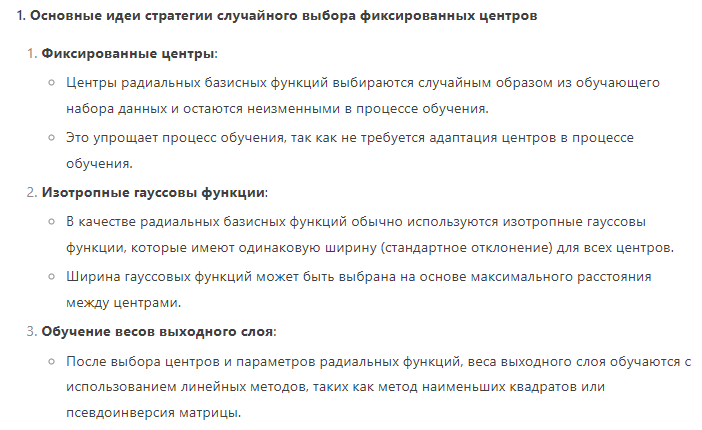 1. Основные идеи стратегии случайного выбора фиксированных центров
1. Фиксированные центры:
Центры радиальных базисных функций выбираются случайным образом из обучающего
набора данных и остаются неизменными в процессе обучения.
Это упрощает процесс обучения, так как не требуется адаптация центров в процессе
обучения.
2. Изотропные гауссовы функции:
В качестве радиальных базисных функций обычно используются изотропные гауссовы
функции, которые имеют одинаковую ширину (стандартное отклонение) для всех центров.
Ширина гауссовых функций может быть выбрана на основе максимального расстояния
между центрами.
3. Обучение весов выходного слоя:
После выбора центров и параметров радиальных функций, веса выходного слоя обучаются с
использованием линейных методов, таких как метод наименьших квадратов или
псевдоинверсия матрицы.